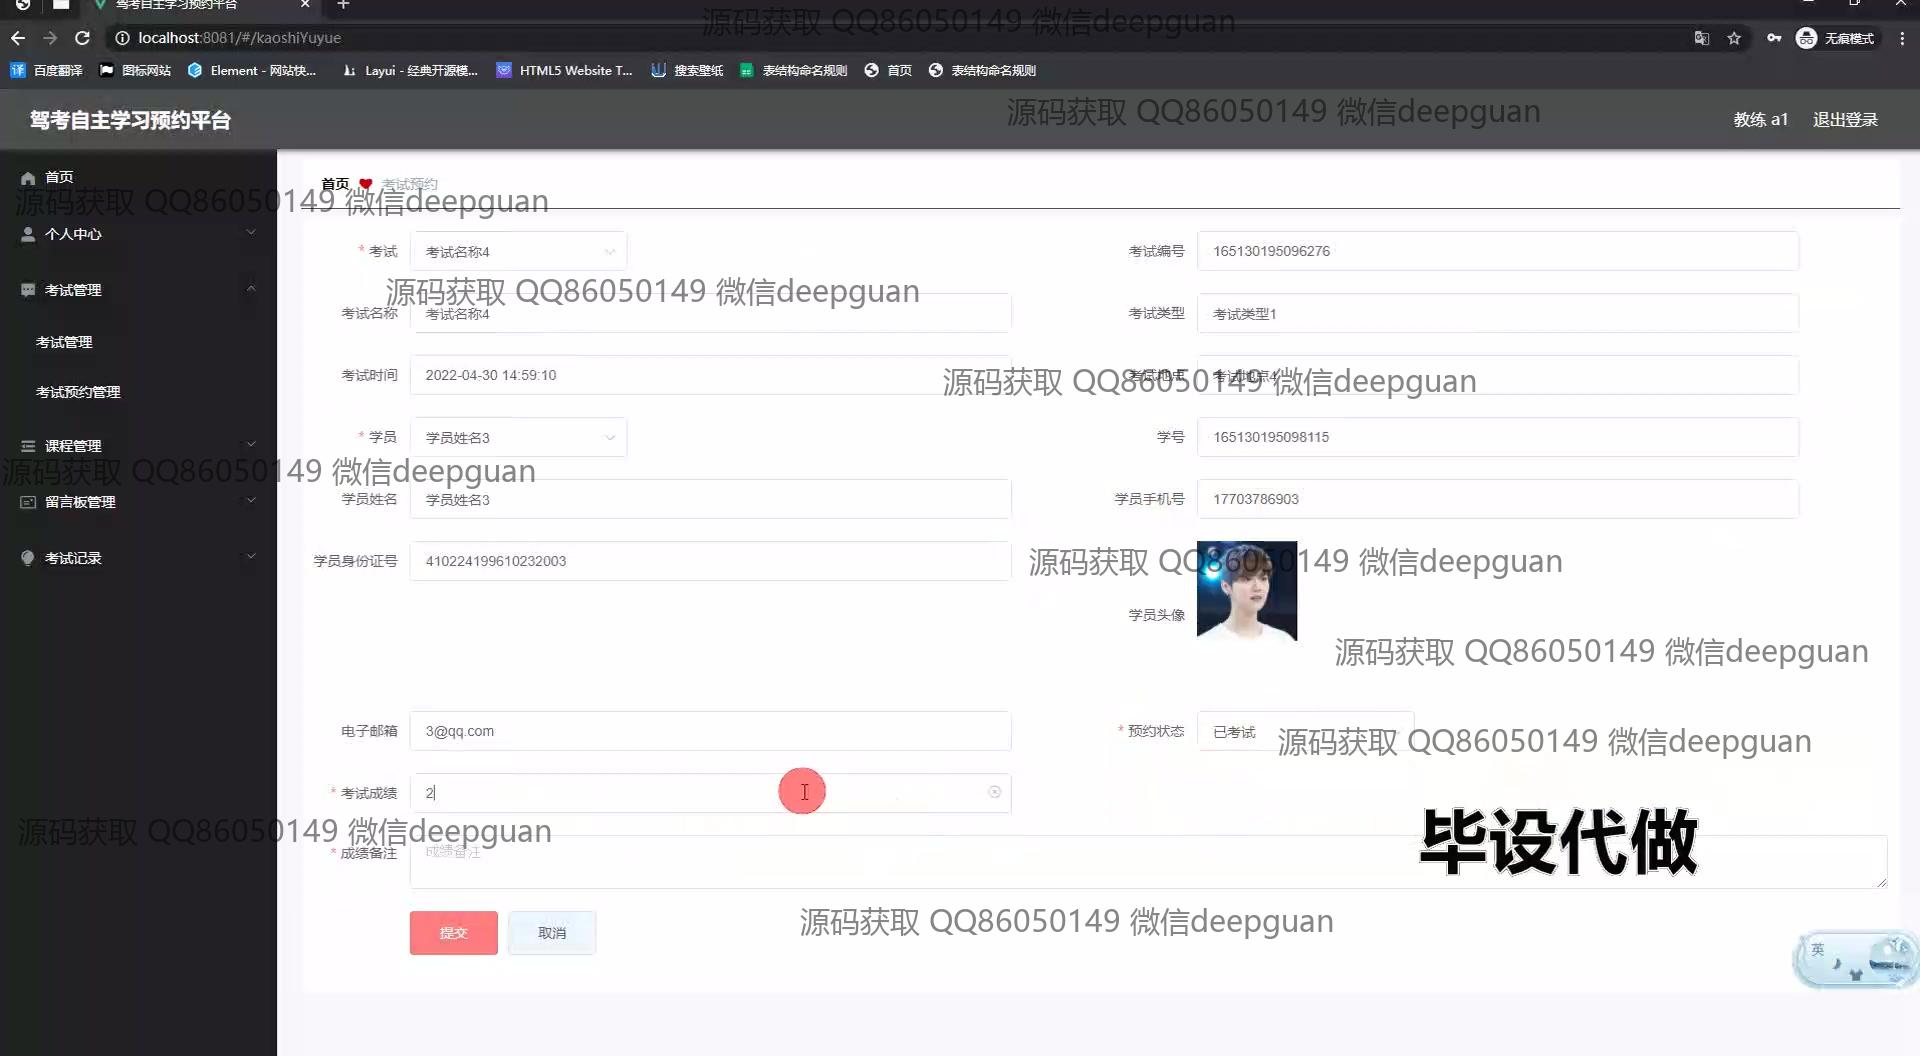 驾考自主学习预约平台
源码获取 QQ86050149 微信deepguan
localhost:8081/#/kaoshiYuyue
无痕模式
百度翻译
图标网站
Element - 网站快...
Layui - 经典开源模...
HTML5 Website T...
搜索壁纸
表结构命名规则
首页
表结构命名规则
源码获取 QQ86050149 微信deepguan
驾考自主学习预约平台
教练 a1
退出登录
首页
首页 考试预约
源码获取 QQ86050149 微信deepguan
个人中心
* 考试 考试名称4
考试编号 165130195096276
考试管理
源码获取 QQ86050149 微信deepguan
考试名称 考试名称4
考试类型 考试类型1
考试管理
考试时间 2022-04-30 14:59:10
考试地点 考试地点4
源码获取 QQ86050149 微信deepguan
考试预约管理
* 学员 学员姓名3
学号 165130195098115
课程管理
源码获取 QQ86050149 微信deepguan
留言板管理
学员姓名 学员姓名3
学员手机号 17703786903
考试记录
学员身份证号 410224199610232003
源码获取 QQ86050149 微信deepguan
学员头像
源码获取 QQ86050149 微信deepguan
电子邮箱 3@qq.com
* 预约状态 已考试
源码获取 QQ86050149 微信deepguan
* 考试成绩 2
源码获取 QQ86050149 微信deepguan
* 成绩备注 成绩备注
毕设代做
提交
取消
源码获取 QQ86050149 微信deepguan
英